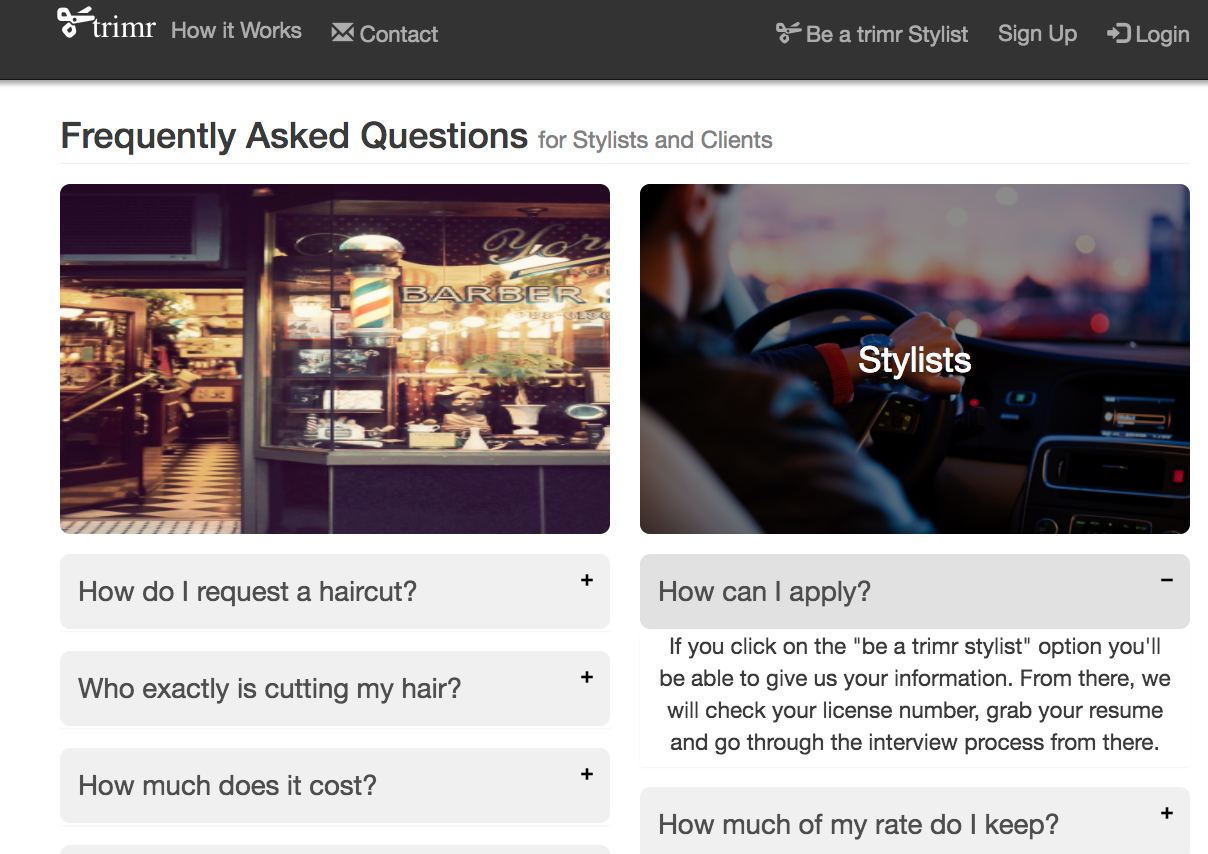 trimr How it Works Contact Be a trimr Stylist Sign Up Login
Frequently Asked Questions for Stylists and Clients
BARBER
Stylists
How do I request a haircut? +
Who exactly is cutting my hair? +
How much does it cost? +
How can I apply? −
If you click on the "be a trimr stylist" option you'll
be able to give us your information. From there, we
will check your license number, grab your resume
and go through the interview process from there.
How much of my rate do I keep? +